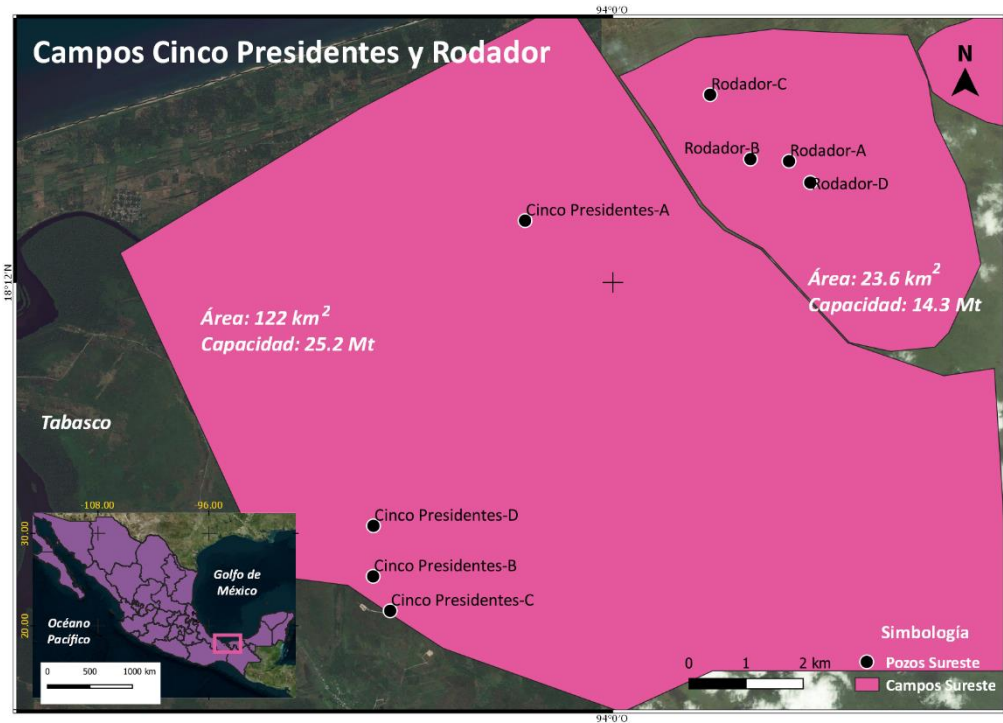 94°0'O
Campos Cinco Presidentes y Rodador
N
Rodador-C
Rodador-B
Rodador-A
Rodador-D
Cinco Presidentes-A
18°12'N
Área: 23.6 km²
Capacidad: 14.3 Mt
Área: 122 km²
Capacidad: 25.2 Mt
Tabasco
-108.00
-96.00
Cinco Presidentes-D
30.00
Golfo de
México
Cinco Presidentes-B
Cinco Presidentes-C
20.00
Océano
Pacífico
0 500 1000 km
Simbología
0 1 2 km
Pozos Sureste
Campos Sureste
94°0'O